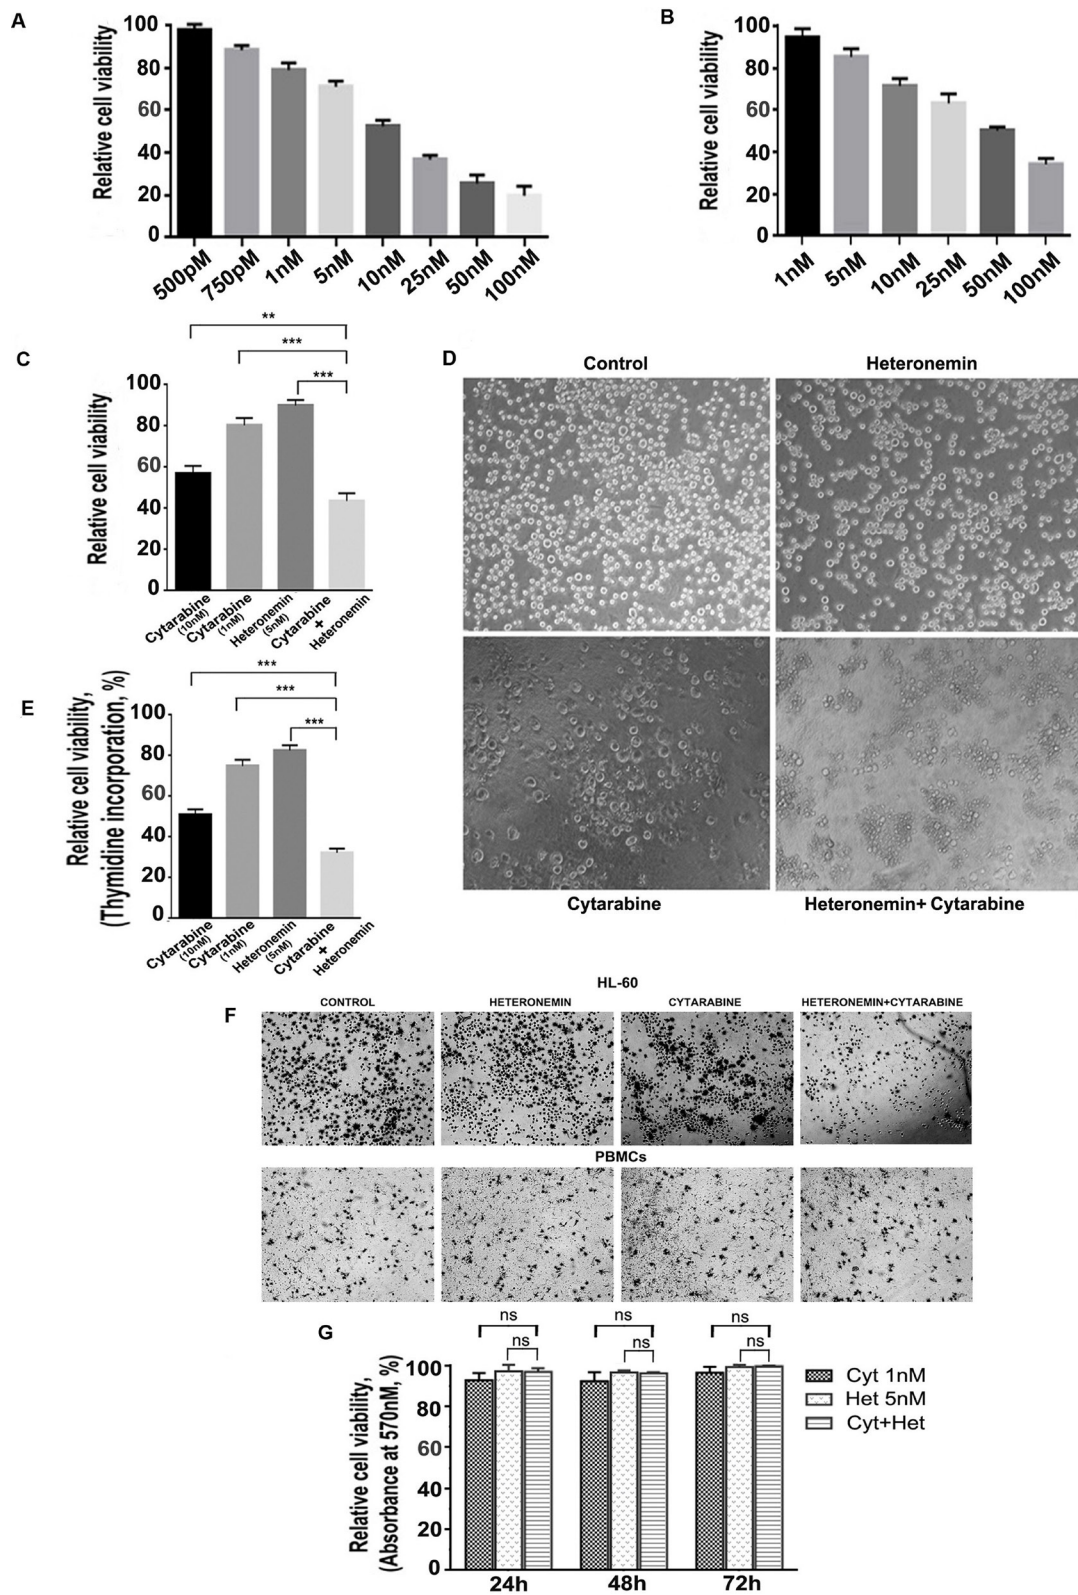 A
Relative cell viability
100
80
60
40
20
0
500pM
750pM
1nM
5nM
10nM
25nM
50nM
100nM
B
Relative cell viability
100
80
60
40
20
0
1nM
5nM
10nM
25nM
50nM
100nM
C
Relative cell viability
100
80
60
40
20
0
**
***
***
Cytarabine
(10nM)
Cytarabine
(1nM)
Heteronemin
(5nM)
Cytarabine
+
Heteronemin
D
Control
Heteronemin
Cytarabine
Heteronemin+ Cytarabine
E
Relative cell viability,
(Thymidine incorporation, %)
100
80
60
40
20
0
***
***
***
Cytarabine
(10nM)
Cytarabine
(1nM)
Heteronemin
(5nM)
Cytarabine
+
Heteronemin
HL-60
F
CONTROL
HETERONEMIN
CYTARABINE
HETERONEMIN+CYTARABINE
PBMCs
G
Relative cell viability,
(Absorbance at 570nM, %)
100
80
60
40
20
0
ns
ns
ns
ns
ns
ns
24h
48h
72h
Cyt 1nM
Het 5nM
Cyt+Het